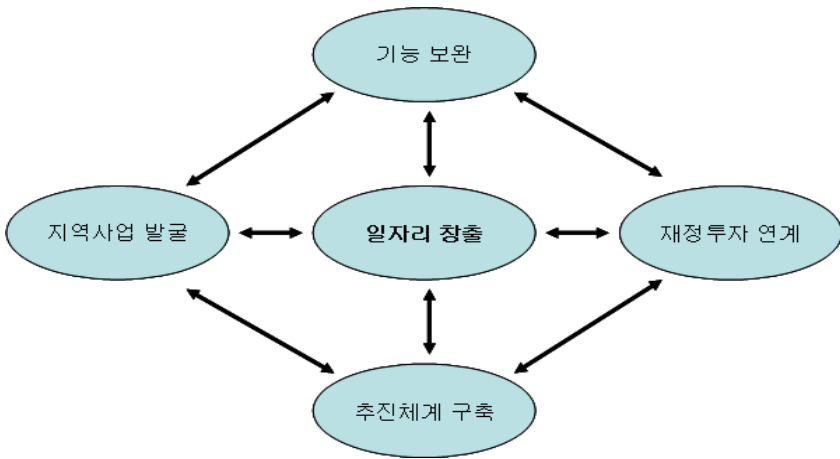 기능 보완
지역사업 발굴
일자리 창출
재정투자 연계
추진체계 구축